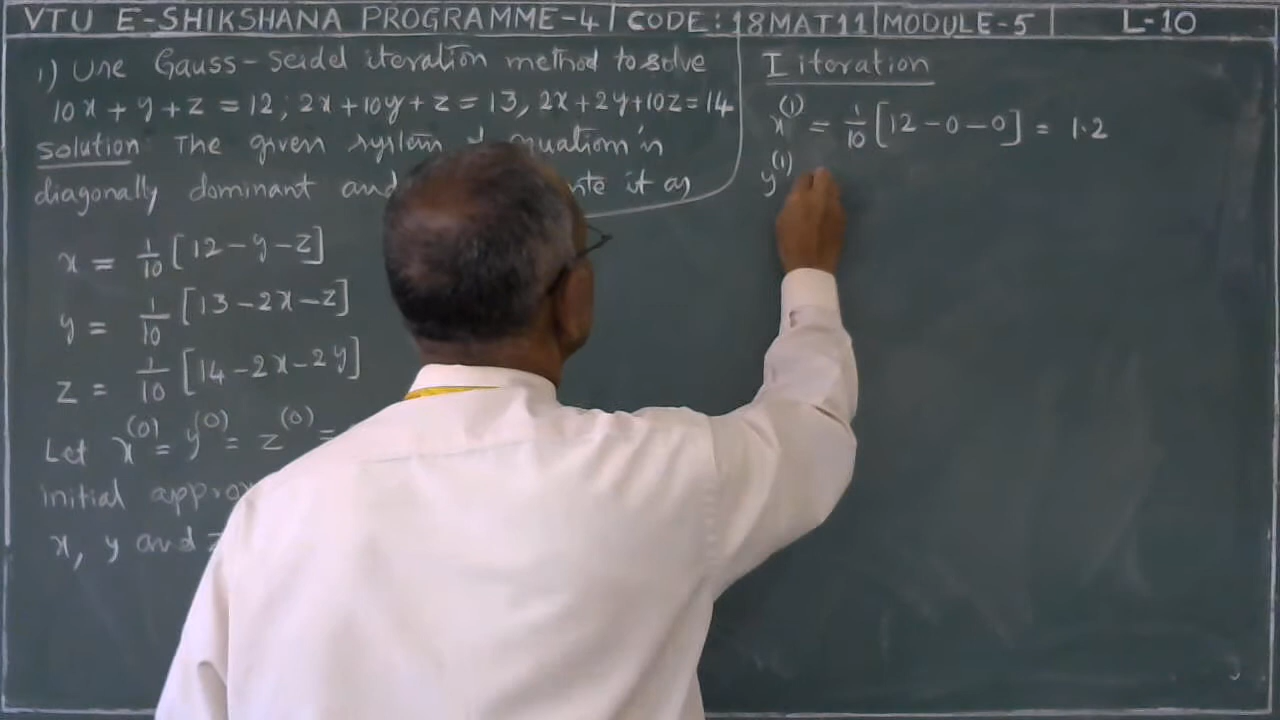 VTU E-SHIKSHANA PROGRAMME-4 | CODE: 18MAT11 | MODULE-5 | L-10
1) Use Gauss-Seidel iteration method to solve
10x + y + z = 12; 2x + 10y + z = 13, 2x + 2y + 10z = 14
Solution The given system equation is
diagonally dominant and it as
x = 1/10 [12 - y - z]
y = 1/10 [13 - 2x - z]
z = 1/10 [14 - 2x - 2y]
Let x^(0) = y^(0) = z^(0) =
initial
x, y and
I iteration
x^(1) = 1/10 [12 - 0 - 0] = 1.2
y^(1)